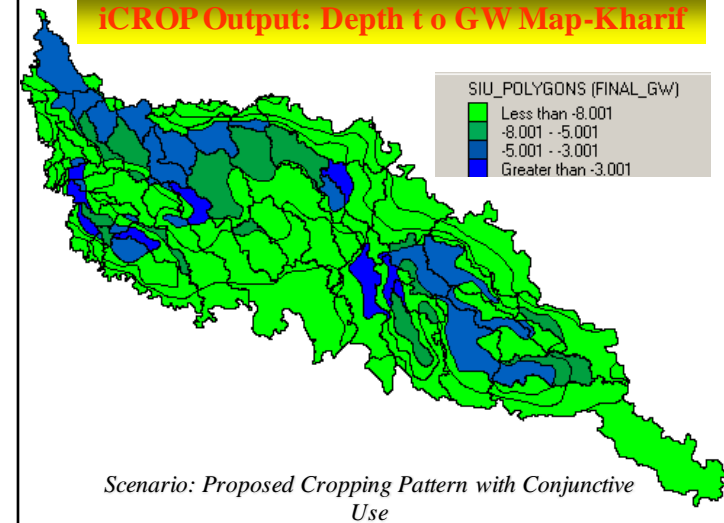 iCROP Output: Depth t o GW Map-Kharif
SIU_POLYGONS (FINAL_GW)
Less than -8.001
-8.001 - -5.001
-5.001 - -3.001
Greater than -3.001
Scenario: Proposed Cropping Pattern with Conjunctive
Use